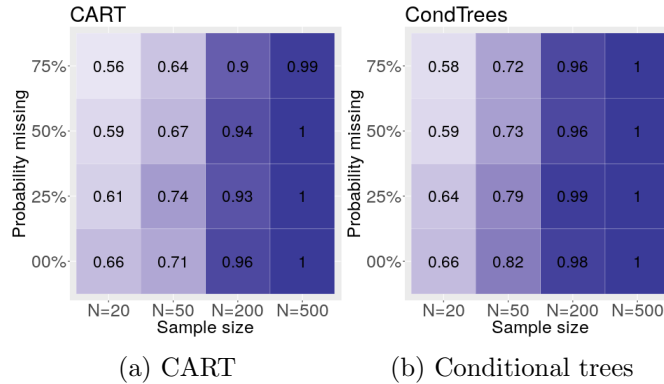 CART
Probability missing
75% 0.56 0.64 0.9 0.99
50% 0.59 0.67 0.94 1
25% 0.61 0.74 0.93 1
00% 0.66 0.71 0.96 1
N=20 N=50 N=200 N=500
Sample size
(a) CART
CondTrees
Probability missing
75% 0.58 0.72 0.96 1
50% 0.59 0.73 0.96 1
25% 0.64 0.79 0.99 1
00% 0.66 0.82 0.98 1
N=20 N=50 N=200 N=500
Sample size
(b) Conditional trees